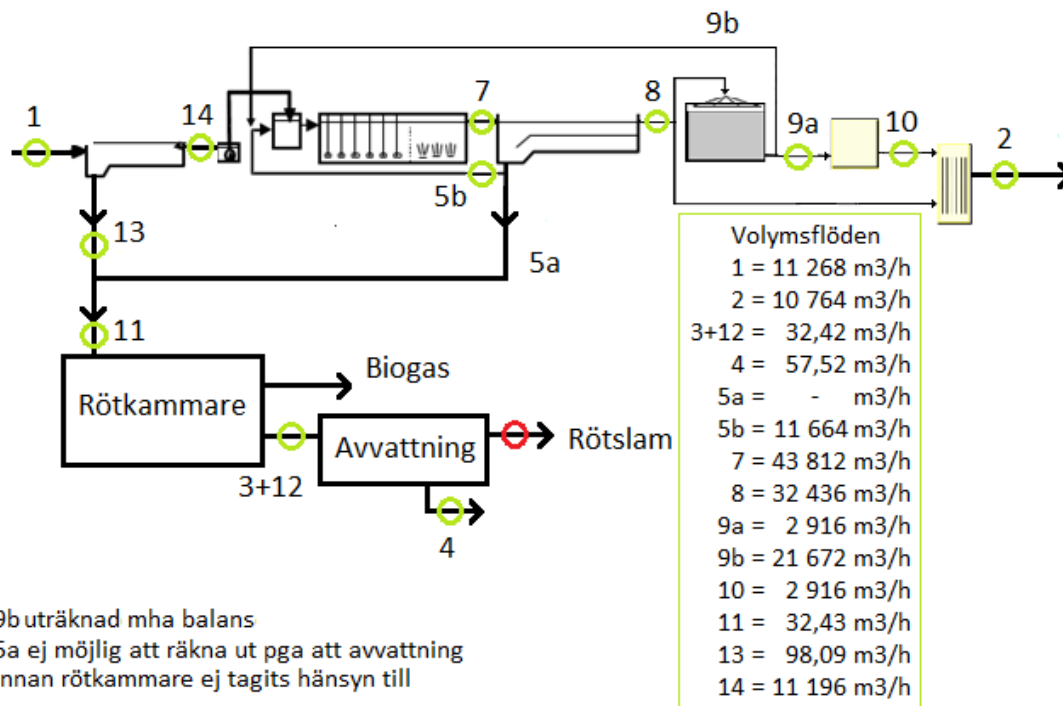 9b
1
14
7
8
9a
10
2
5b
13
5a
11
Rötkammare
Biogas
3+12
Avvattning
Rötslam
4
Volymsflöden
1 = 11 268 m3/h
2 = 10 764 m3/h
3+12 = 32,42 m3/h
4 = 57,52 m3/h
5a = - m3/h
5b = 11 664 m3/h
7 = 43 812 m3/h
8 = 32 436 m3/h
9a = 2 916 m3/h
9b = 21 672 m3/h
10 = 2 916 m3/h
11 = 32,43 m3/h
13 = 98,09 m3/h
14 = 11 196 m3/h
9b uträknad mha balans
5a ej möjlig att räkna ut pga att avvattning
innan rötkammare ej tagits hänsyn till